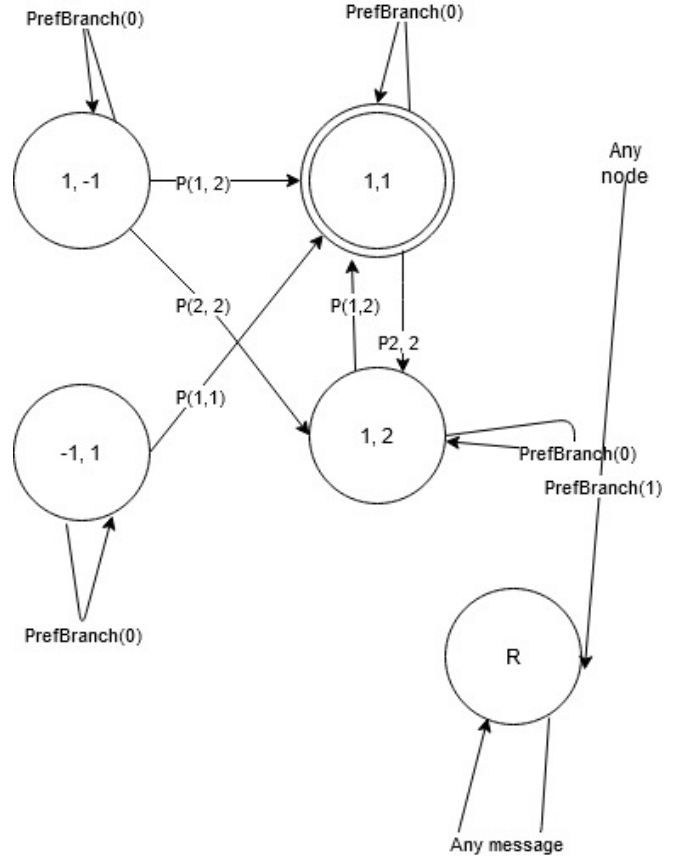 PrefBranch(0)
PrefBranch(0)
Any
node
1, -1
P(1, 2)
1,1
P(2, 2)
P(1,2)
P2, 2
P(1,1)
-1, 1
1, 2
PrefBranch(0)
PrefBranch(1)
PrefBranch(0)
R
Any message